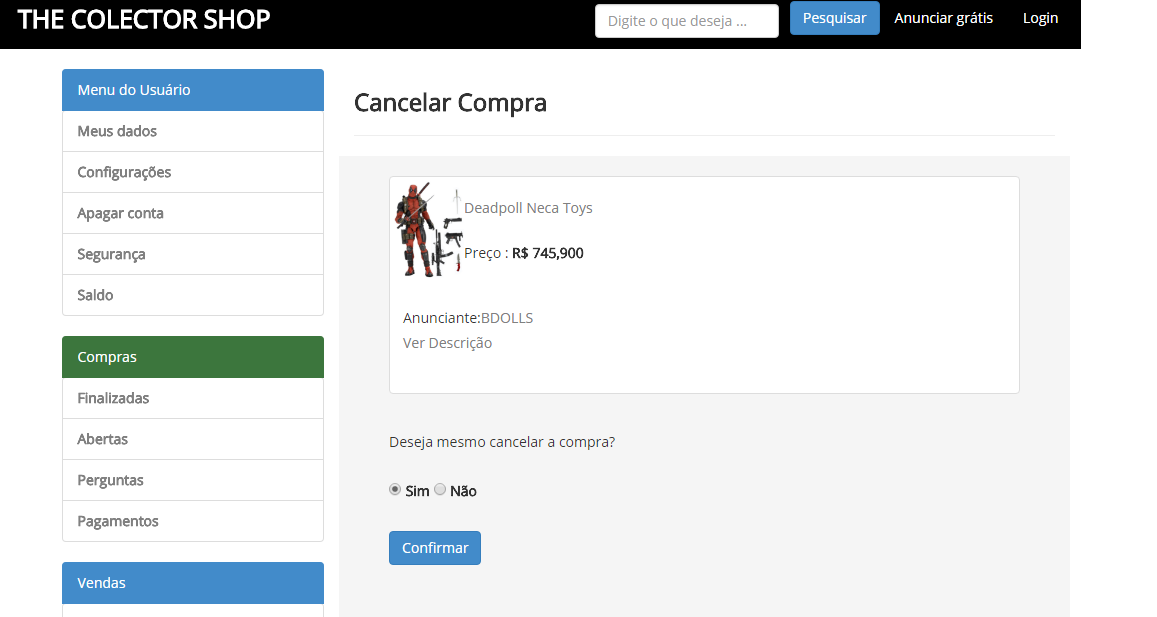 THE COLECTOR SHOP
Digite o que deseja ...
Pesquisar
Anunciar grátis
Login
Menu do Usuário
Meus dados
Configurações
Apagar conta
Segurança
Saldo
Compras
Finalizadas
Abertas
Perguntas
Pagamentos
Vendas
Cancelar Compra
Deadpoll Neca Toys
Preço : R$ 745,900
Anunciante:BDOLLS
Ver Descrição
Deseja mesmo cancelar a compra?
Sim Não
Confirmar